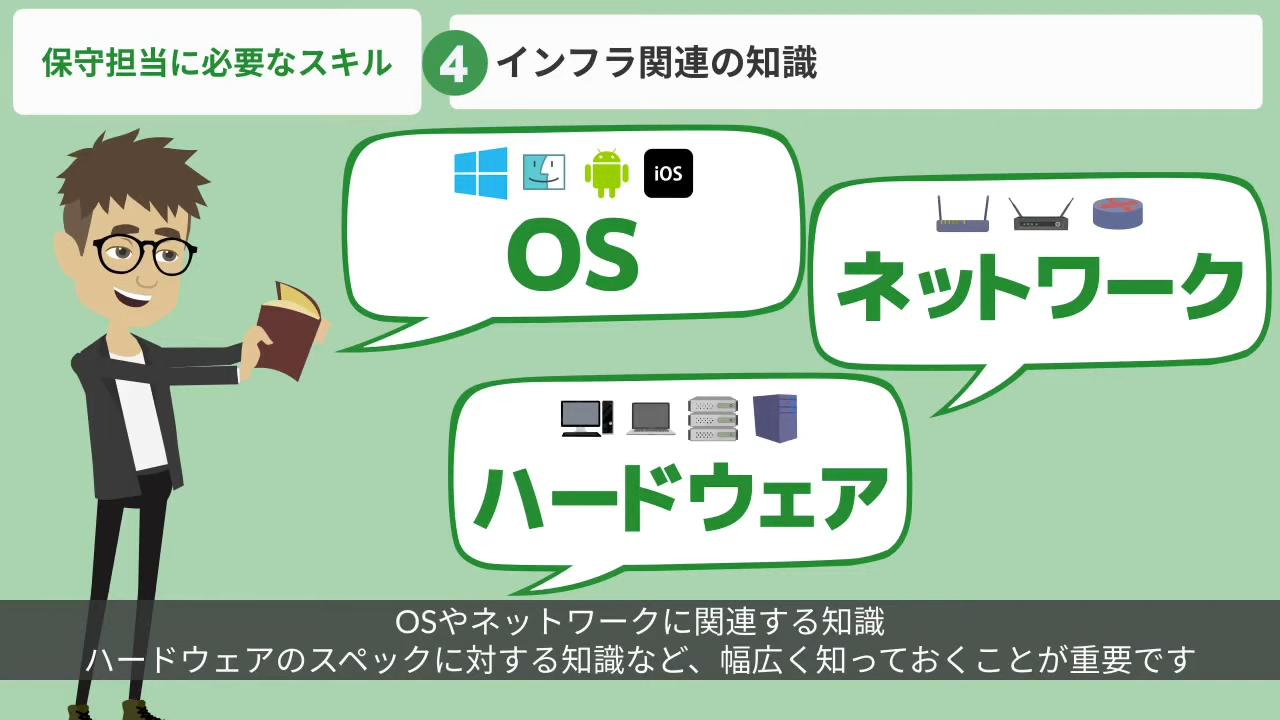 保守担当に必要なスキル
4 インフラ関連の知識
iOS
OS
ネットワーク
ハードウェア
OSやネットワークに関連する知識
ハードウェアのスペックに対する知識など、幅広く知っておくことが重要です